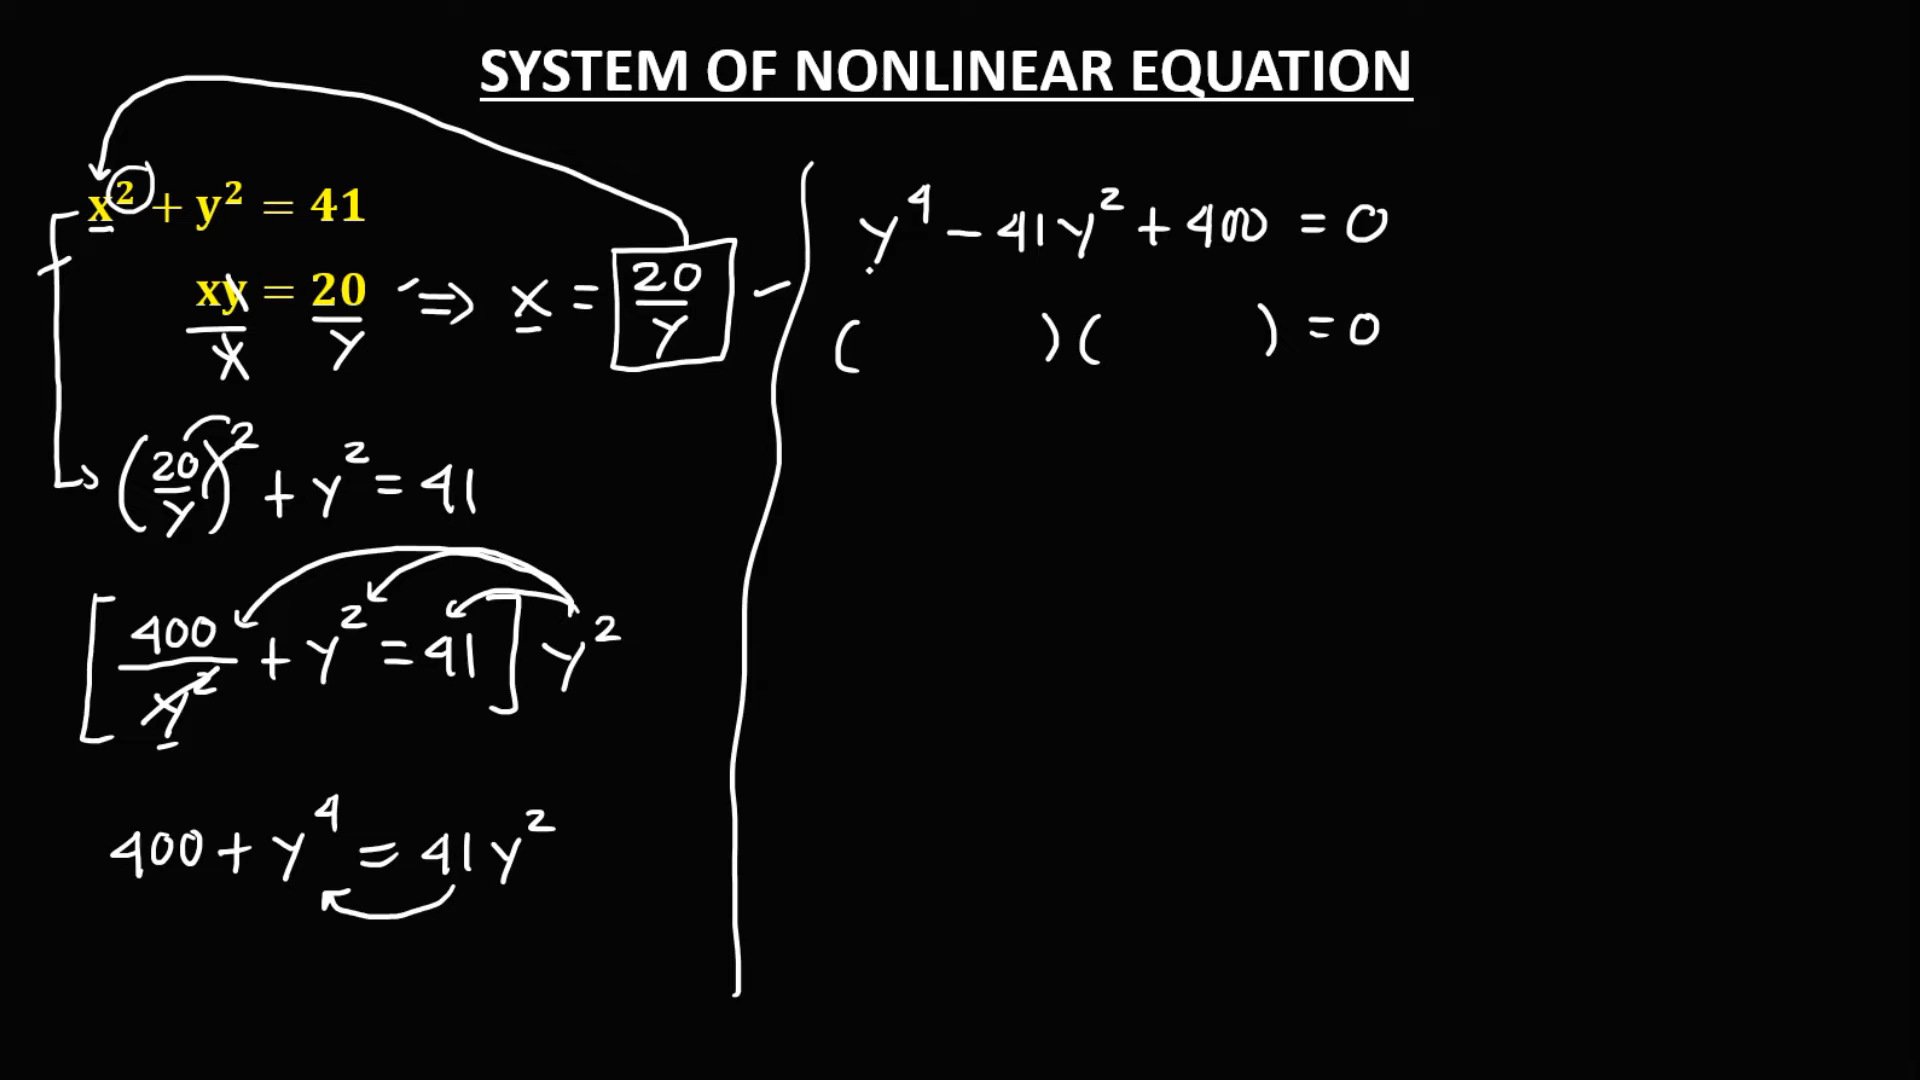 SYSTEM OF NONLINEAR EQUATION
x² + y² = 41
xy = 20 ⇒ x = 20/y
y y
(20/y)² + y² = 41
[400/y² + y² = 41] y²
400 + y⁴ = 41y²
y⁴ - 41y² + 400 = 0
( )( ) = 0